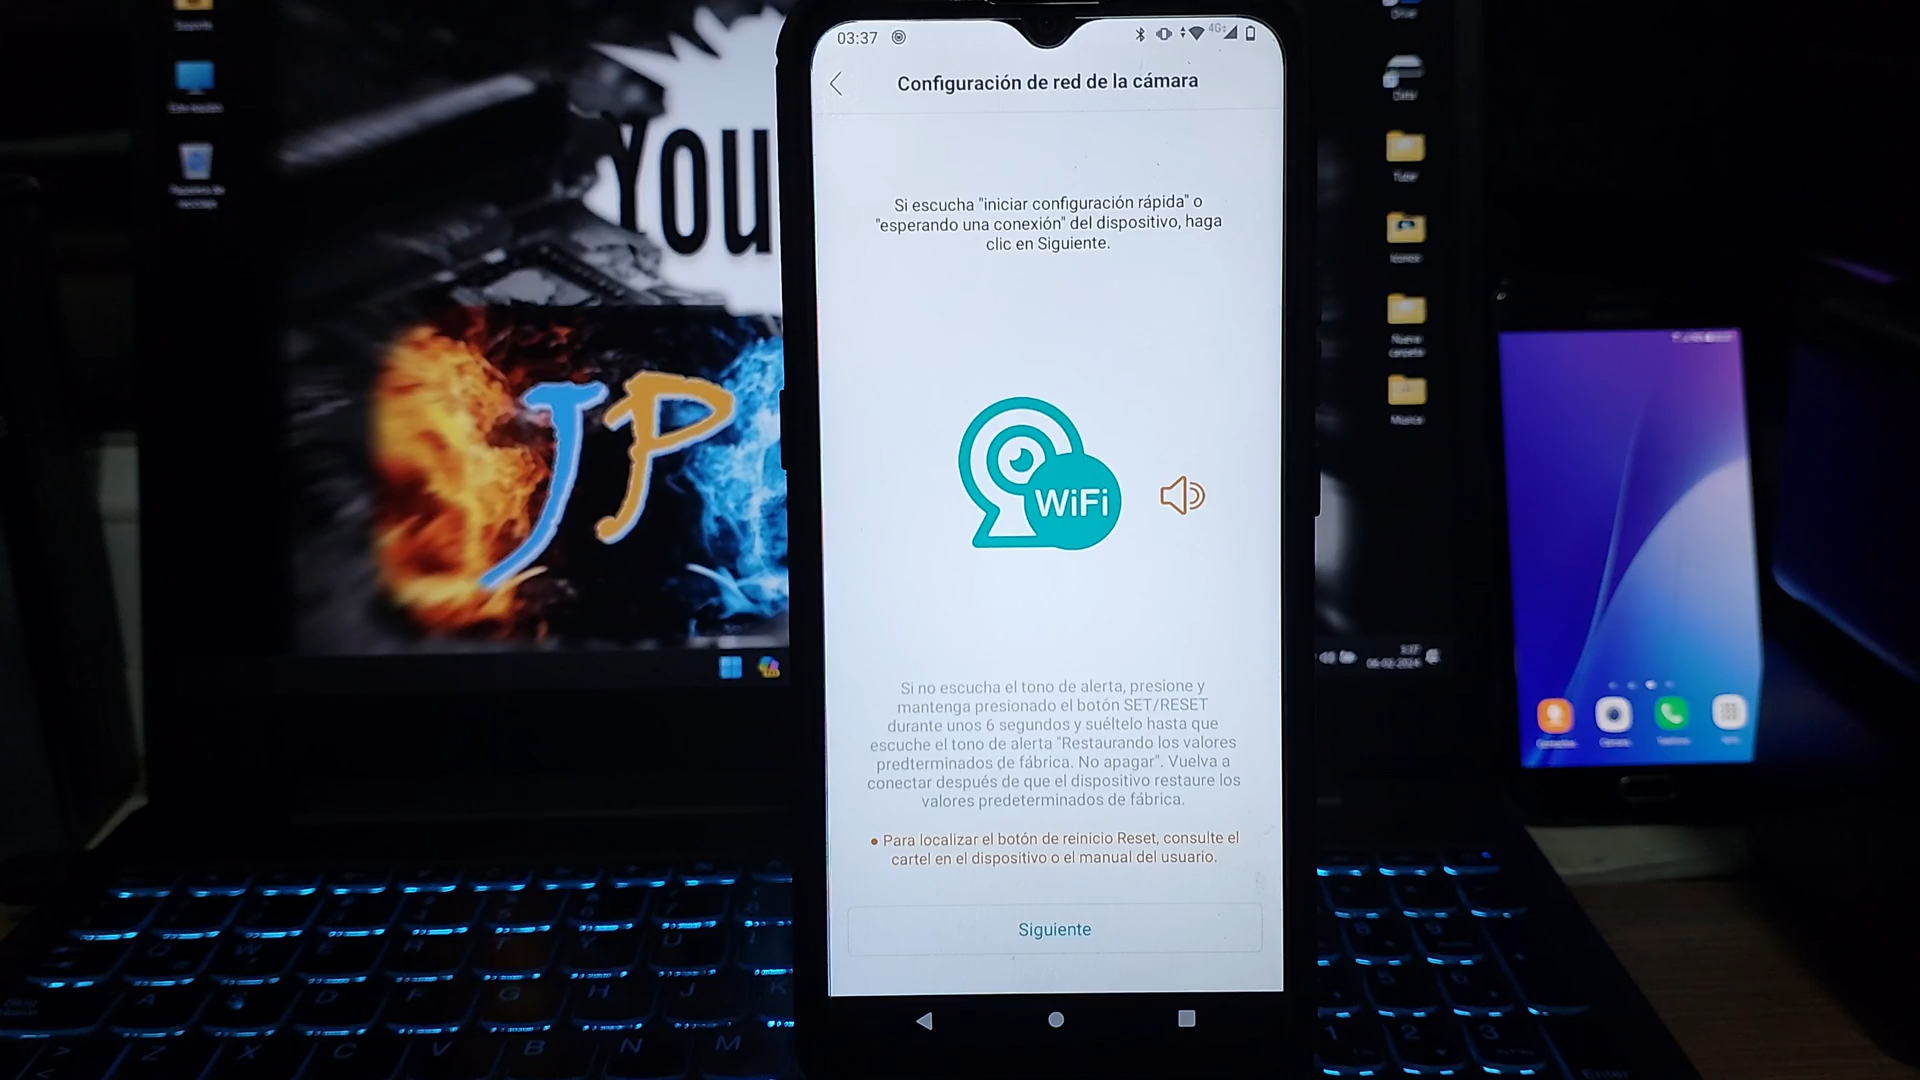 03:37
4G
Configuración de red de la cámara
Si escucha "iniciar configuración rápida" o
"esperando una conexión" del dispositivo, haga
clic en Siguiente.
WiFi
Si no escucha el tono de alerta, presione y
mantenga presionado el botón SET/RESET
durante unos 6 segundos y suéltelo hasta que
escuche el tono de alerta "Restaurando los valores
predterminados de fábrica. No apagar". Vuelva a
conectar después de que el dispositivo restaure los
valores predeterminados de fábrica.
• Para localizar el botón de reinicio Reset, consulte el
cartel en el dispositivo o el manual del usuario.
Siguiente
You
JP